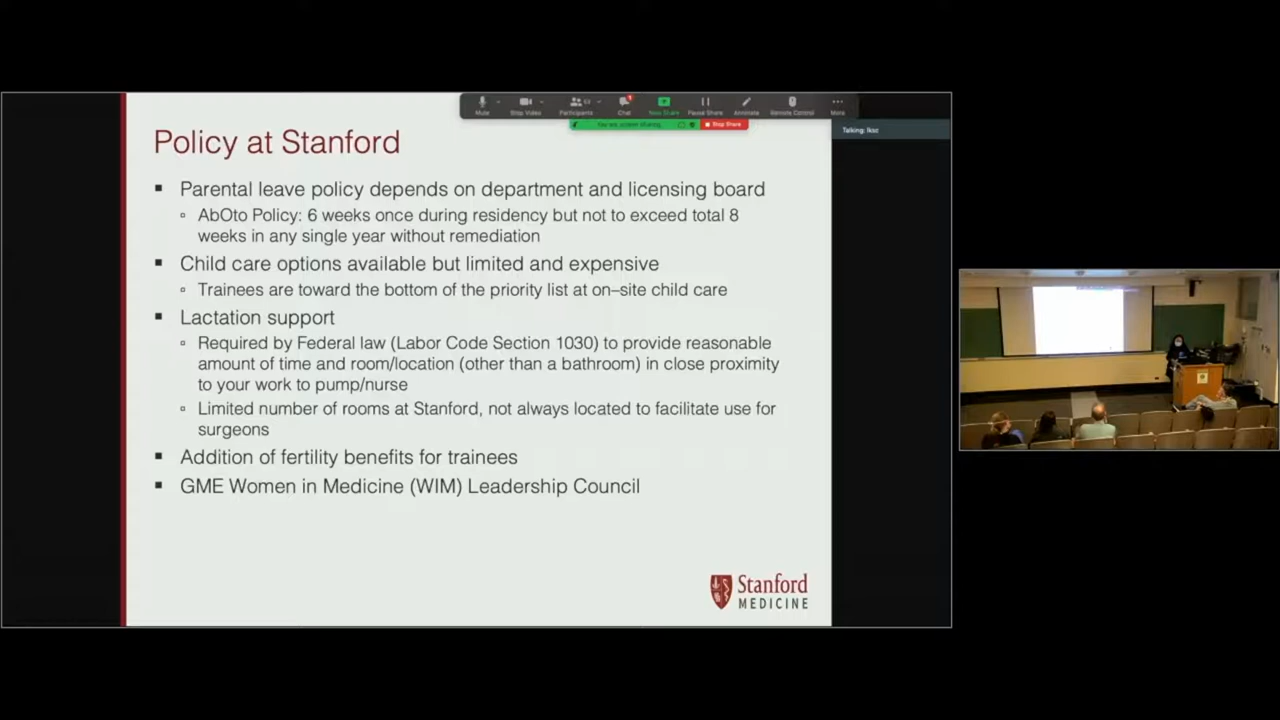 Mute
Stop Video
Participants
Chat
New Share
Pause Share
Annotate
Remote Control
More
You are screen sharing
Stop Share
Talking: lksc
Policy at Stanford
▪ Parental leave policy depends on department and licensing board
▫ AbOto Policy: 6 weeks once during residency but not to exceed total 8
weeks in any single year without remediation
▪ Child care options available but limited and expensive
▫ Trainees are toward the bottom of the priority list at on–site child care
▪ Lactation support
▫ Required by Federal law (Labor Code Section 1030) to provide reasonable
amount of time and room/location (other than a bathroom) in close proximity
to your work to pump/nurse
▫ Limited number of rooms at Stanford, not always located to facilitate use for
surgeons
▪ Addition of fertility benefits for trainees
▪ GME Women in Medicine (WIM) Leadership Council
Stanford
MEDICINE